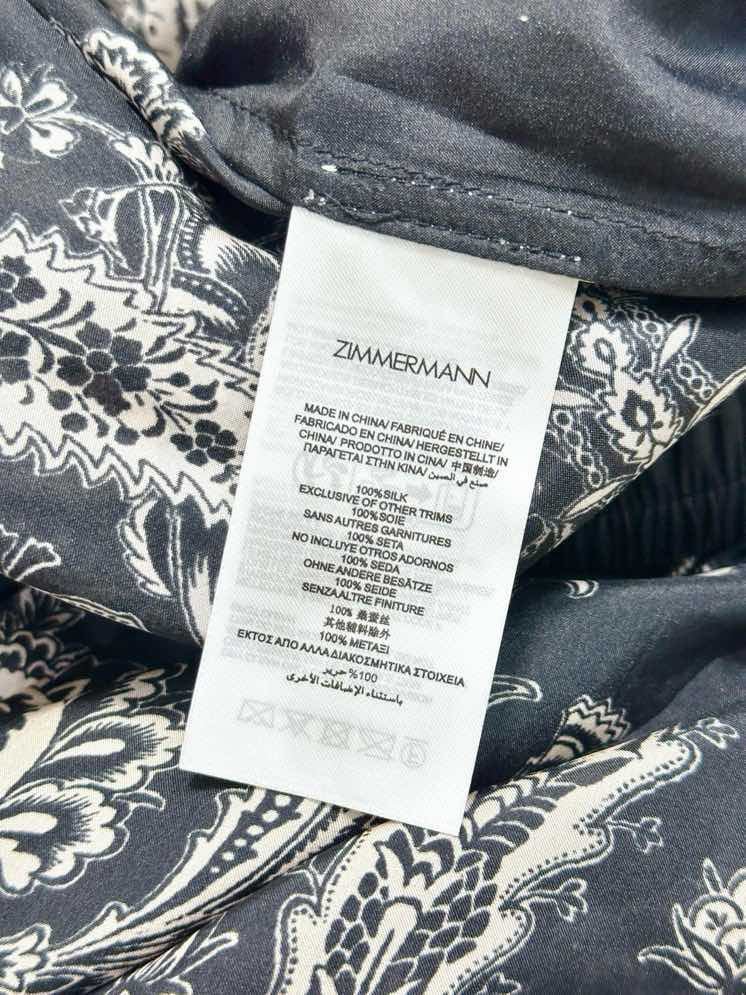 ZIMMERMANN
MADE IN CHINA/ FABRIQUÉ EN CHINE/
FABRICADO EN CHINA/ HERGESTELLT IN
CHINA/ PRODOTTO IN CINA/ 中国制造/
ΠΑΡΑΓΕΤΑΙ ΣΤΗΝ ΚΙΝΑ/ صنع في الصين/
100%SILK
EXCLUSIVE OF OTHER TRIMS
100%SOIE
SANS AUTRES GARNITURES
100% SETA
NO INCLUYE OTROS ADORNOS
100% SEDA
OHNE ANDERE BESÄTZE
100% SEIDE
SENZAALTRE FINITURE
100% 桑蚕丝
其他辅料除外
100% ΜΕΤΑΞΙ
ΕΚΤΟΣ ΑΠΟ ΑΛΛΑ ΔΙΑΚΟΣΜΗΤΙΚΑ ΣΤΟΙΧΕΙΑ
%100 حرير
باستثناء الإضافات الأخرى